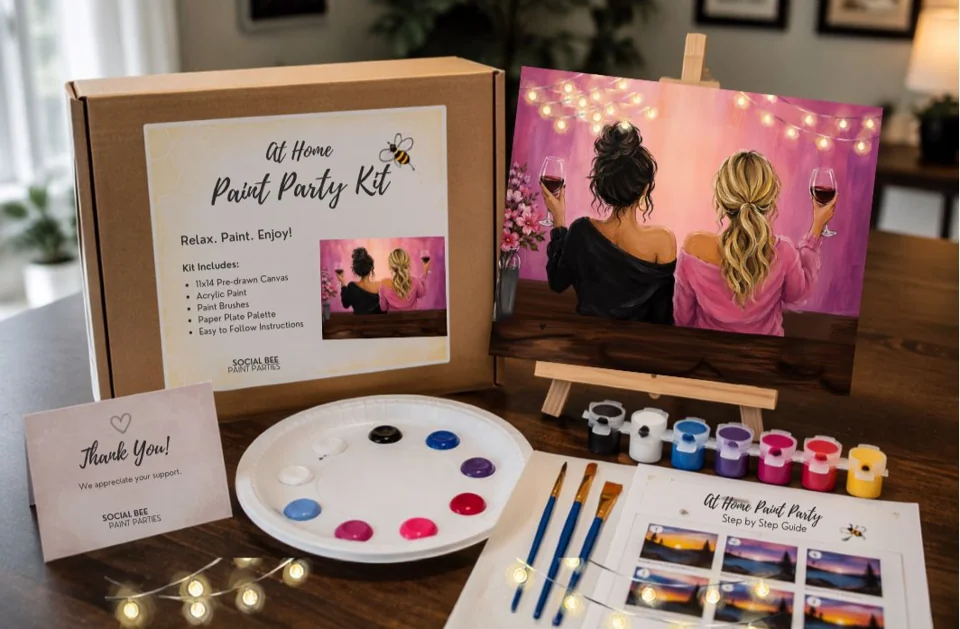 At Home
Paint Party Kit
Relax. Paint. Enjoy!
Kit Includes:
• 11x14 Pre-drawn Canvas
• Acrylic Paint
• Paint Brushes
• Paper Plate Palette
• Easy to Follow Instructions
SOCIAL BEE
PAINT PARTIES
Thank You!
We appreciate your support.
SOCIAL BEE
PAINT PARTIES
At Home Paint Party
Step by Step Guide